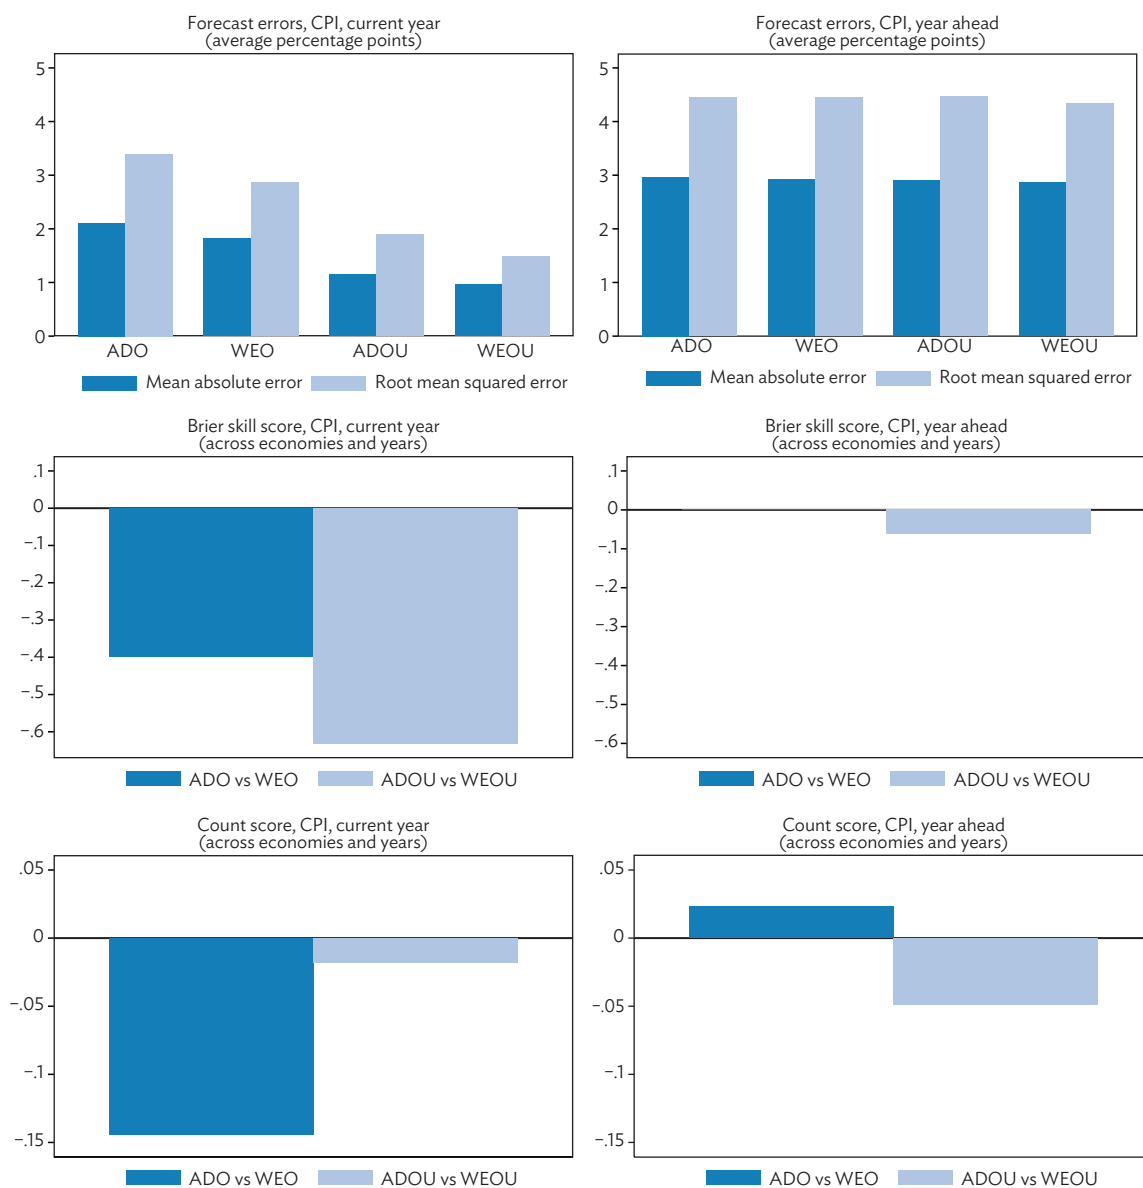 Forecast errors, CPI, current year
(average percentage points)
5
4
3
2
1
0
ADO WEO ADOU WEOU
Mean absolute error Root mean squared error
Forecast errors, CPI, year ahead
(average percentage points)
5
4
3
2
1
0
ADO WEO ADOU WEOU
Mean absolute error Root mean squared error
Brier skill score, CPI, current year
(across economies and years)
.1
0
–.1
–.2
–.3
–.4
–.5
–.6
ADO vs WEO ADOU vs WEOU
Brier skill score, CPI, year ahead
(across economies and years)
.1
0
–.1
–.2
–.3
–.4
–.5
–.6
ADO vs WEO ADOU vs WEOU
Count score, CPI, current year
(across economies and years)
.05
0
–.05
–.1
–.15
ADO vs WEO ADOU vs WEOU
Count score, CPI, year ahead
(across economies and years)
.05
0
–.05
–.1
–.15
ADO vs WEO ADOU vs WEOU